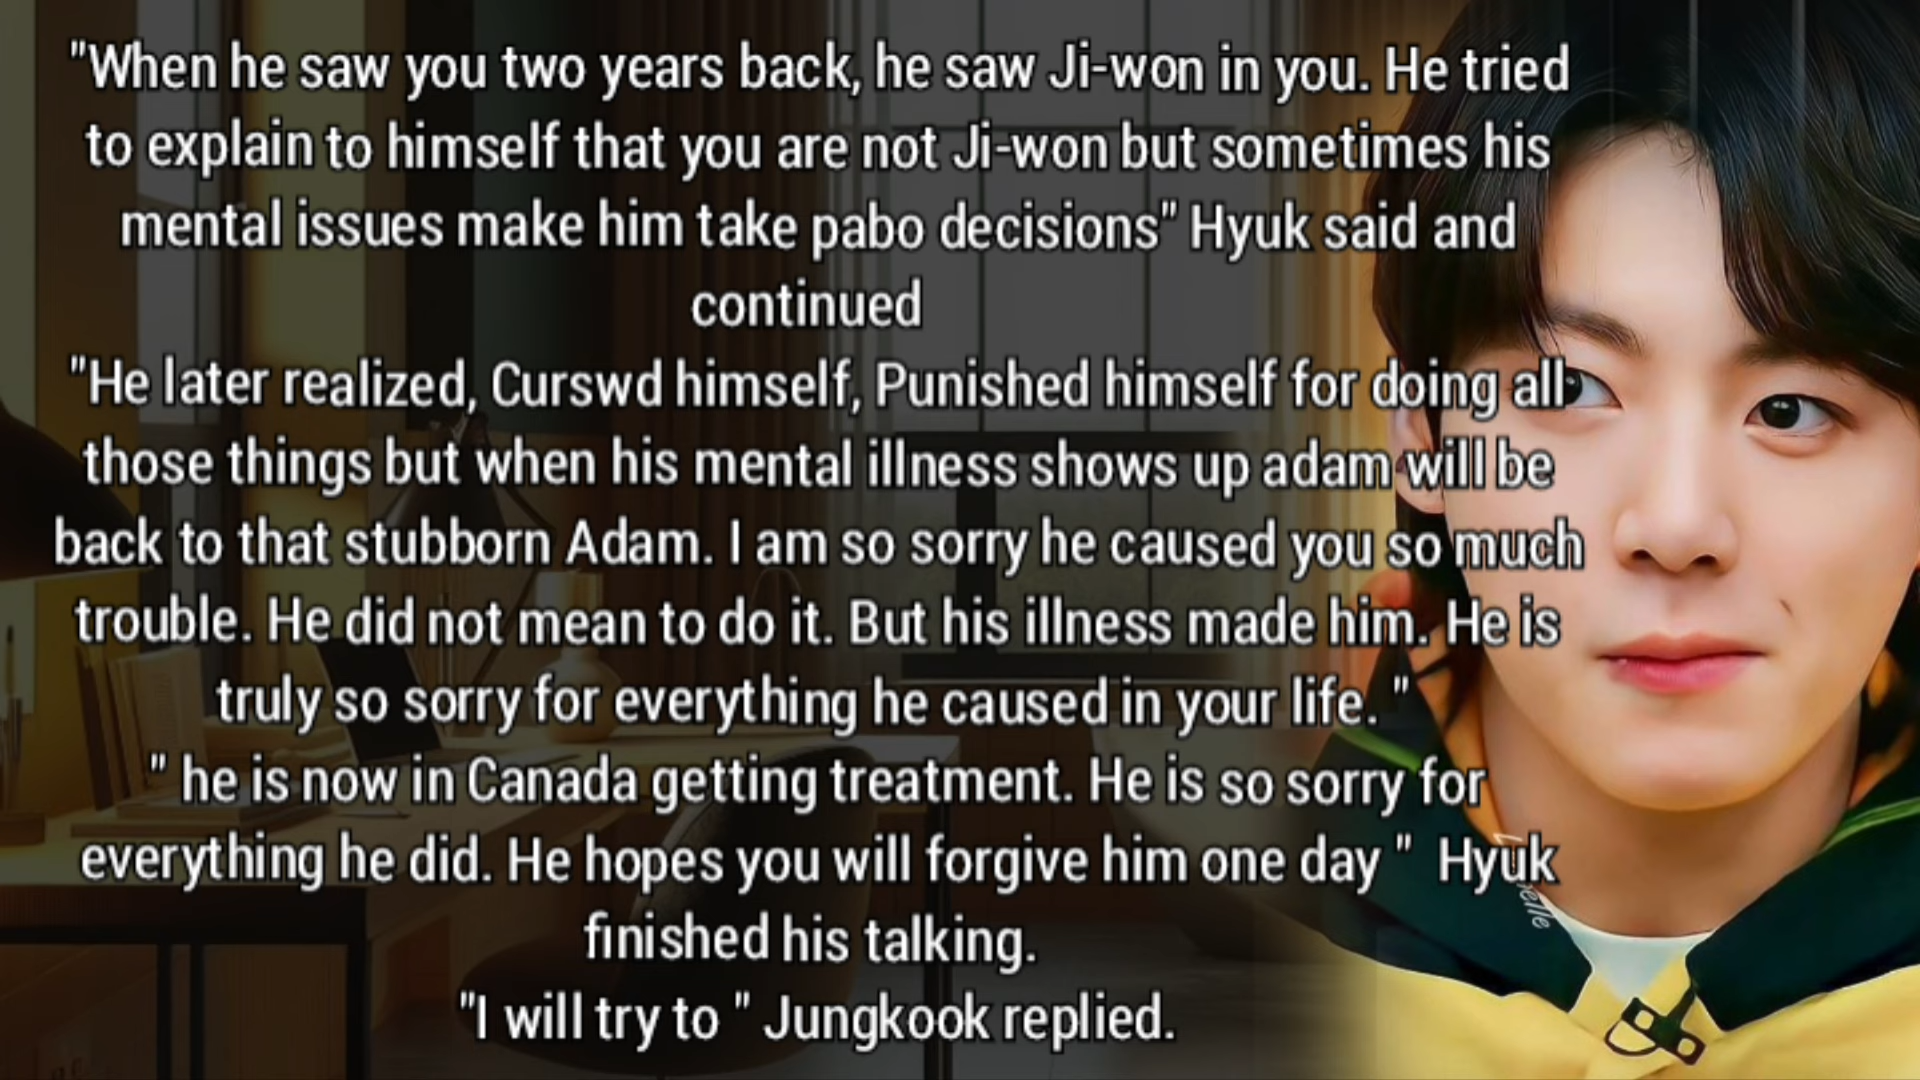 "When he saw you two years back, he saw Ji-won in you. He tried
to explain to himself that you are not Ji-won but sometimes his
mental issues make him take pabo decisions" Hyuk said and
continued
"He later realized, Curswd himself, Punished himself for doing all
those things but when his mental illness shows up adam will be
back to that stubborn Adam. I am so sorry he caused you so much
trouble. He did not mean to do it. But his illness made him. He is
truly so sorry for everything he caused in your life. "
" he is now in Canada getting treatment. He is so sorry for
everything he did. He hopes you will forgive him one day "  Hyuk
finished his talking.
"I will try to " Jungkook replied.